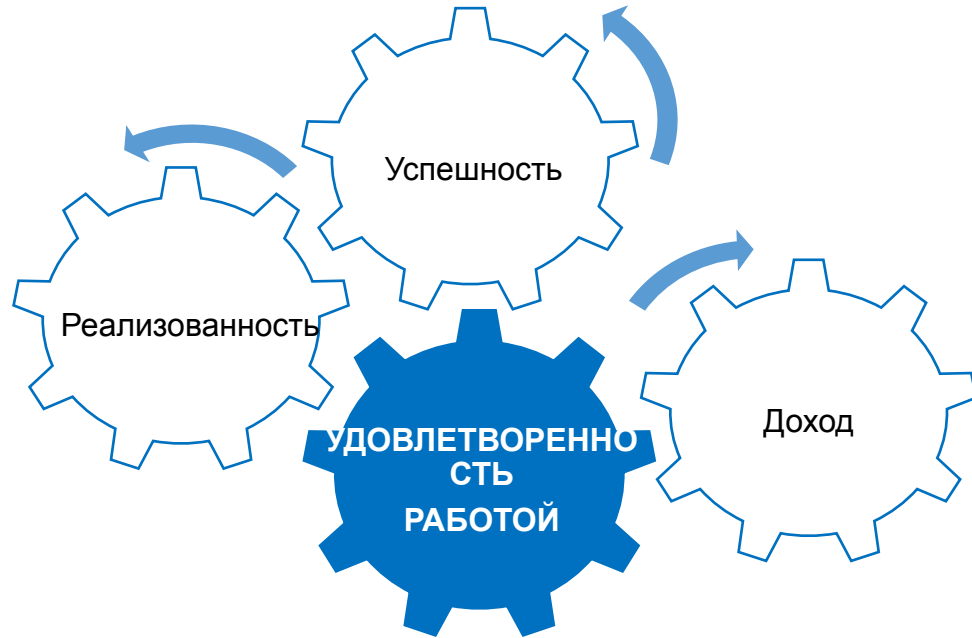 Успешность
Реализованность
Доход
УДОВЛЕТВОРЕННО
СТЬ
РАБОТОЙ